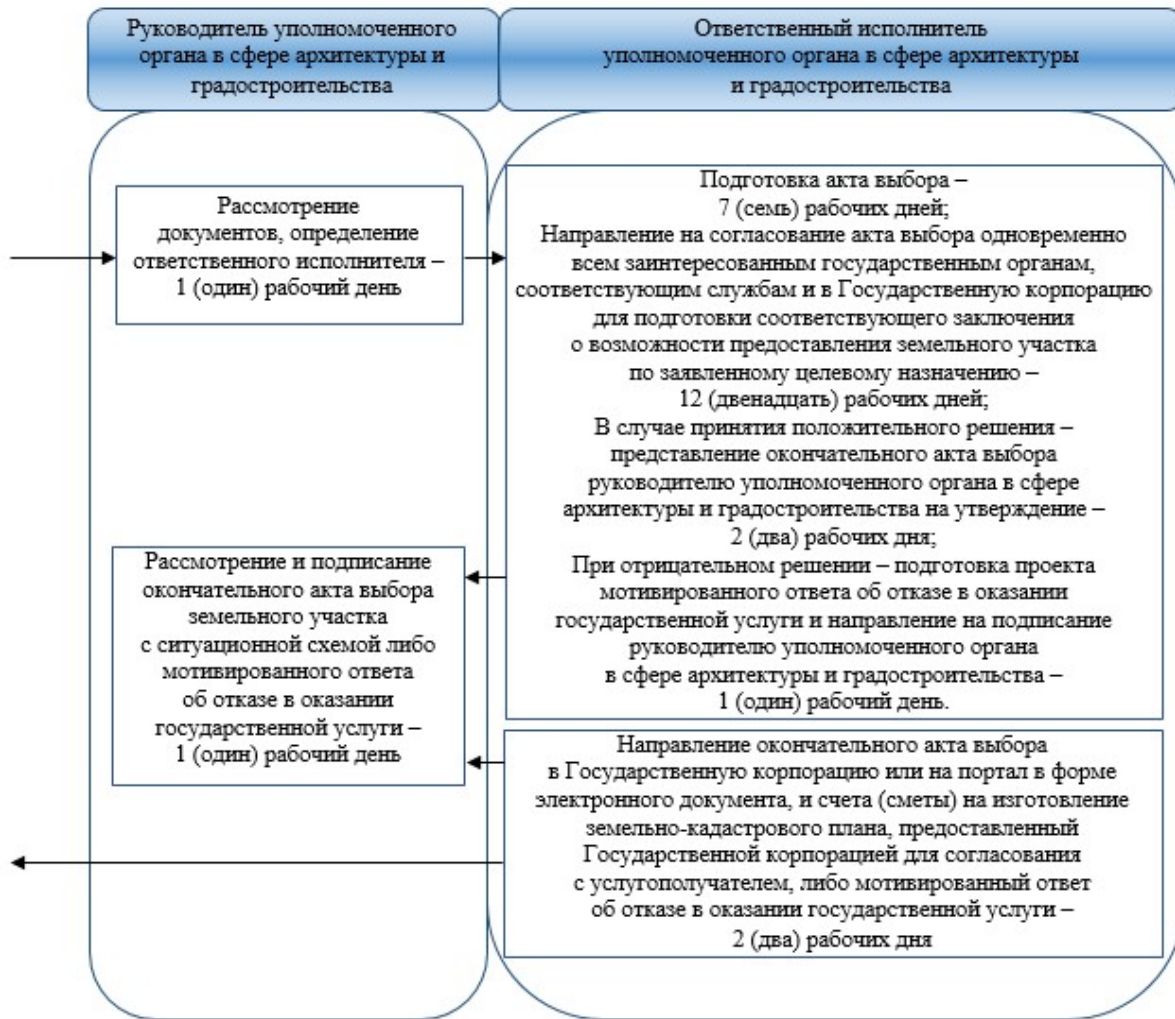 Руководитель уполномоченного
органа в сфере архитектуры и
градостроительства
Ответственный исполнитель
уполномоченного органа в сфере архитектуры
и градостроительства
Рассмотрение
документов, определение
ответственного исполнителя –
1 (один) рабочий день
Подготовка акта выбора –
7 (семь) рабочих дней;
Направление на согласование акта выбора одновременно
всем заинтересованным государственным органам,
соответствующим службам и в Государственную корпорацию
для подготовки соответствующего заключения
о возможности предоставления земельного участка
по заявленному целевому назначению –
12 (двенадцать) рабочих дней;
В случае принятия положительного решения –
представление окончательного акта выбора
руководителю уполномоченного органа в сфере
архитектуры и градостроительства на утверждение –
2 (два) рабочих дня;
При отрицательном решении – подготовка проекта
мотивированного ответа об отказе в оказании
государственной услуги и направление на подписание
руководителю уполномоченного органа
в сфере архитектуры и градостроительства –
1 (один) рабочий день.
Рассмотрение и подписание
окончательного акта выбора
земельного участка
с ситуационной схемой либо
мотивированного ответа
об отказе в оказании
государственной услуги –
1 (один) рабочий день
Направление окончательного акта выбора
в Государственную корпорацию или на портал в форме
электронного документа, и счета (сметы) на изготовление
земельно-кадастрового плана, предоставленный
Государственной корпорацией для согласования
с услугополучателем, либо мотивированный ответ
об отказе в оказании государственной услуги –
2 (два) рабочих дня